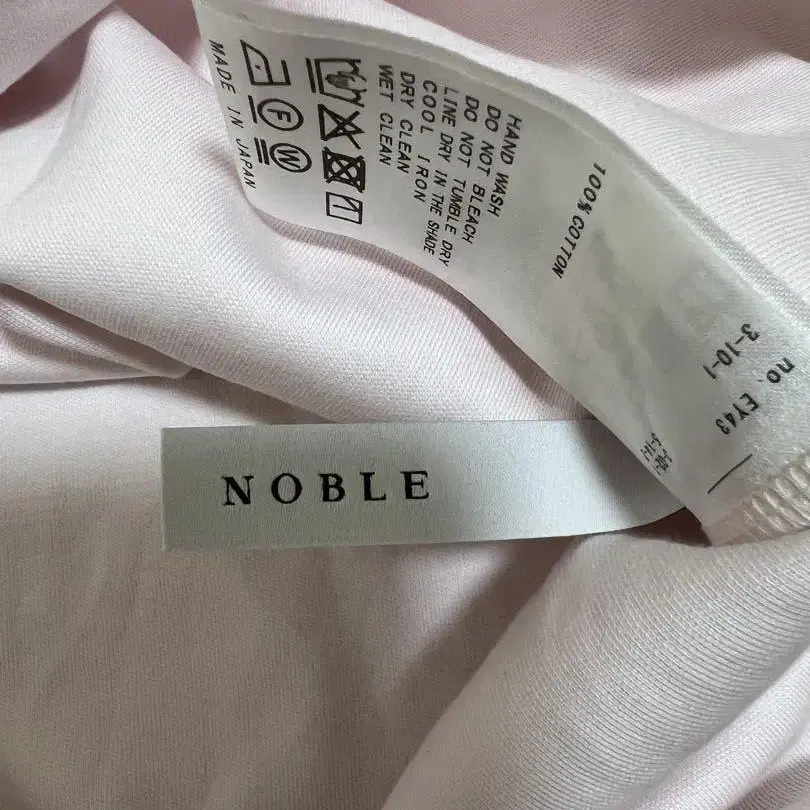 100% COTTON
HAND WASH
DO NOT BLEACH
DO NOT TUMBLE DRY
LINE DRY IN THE SHADE
COOL IRON
DRY CLEAN
WET CLEAN
F
W
MADE IN JAPAN
no. EY43
3-10-1
NOBLE